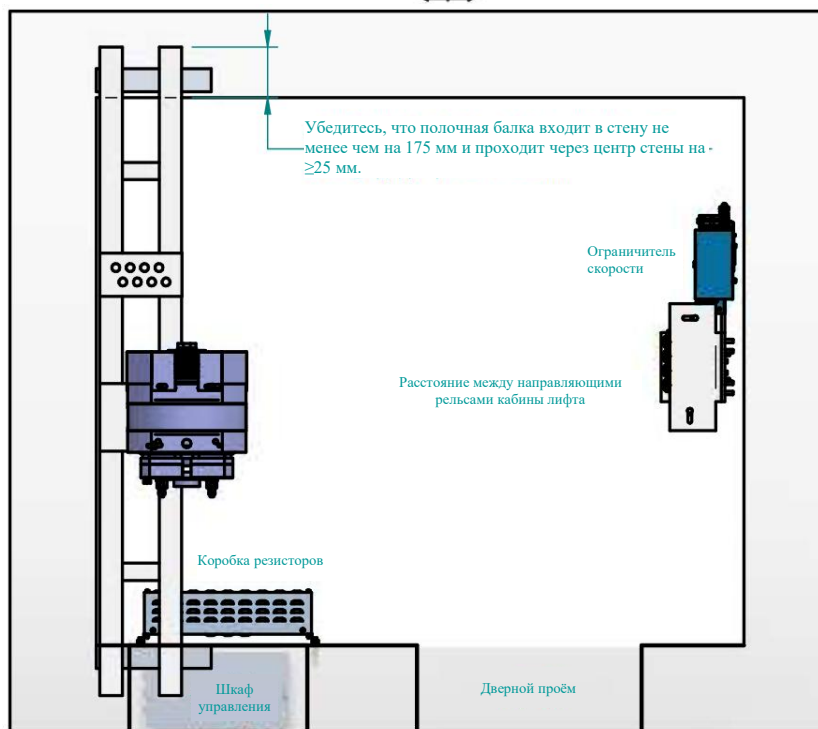 Убедитесь, что полочная балка входит в стену не
менее чем на 175 мм и проходит через центр стены на
≥25 мм.
Ограничитель
скорости
Расстояние между направляющими
рельсами кабины лифта
Коробка резисторов
Шкаф
управления
Дверной проём